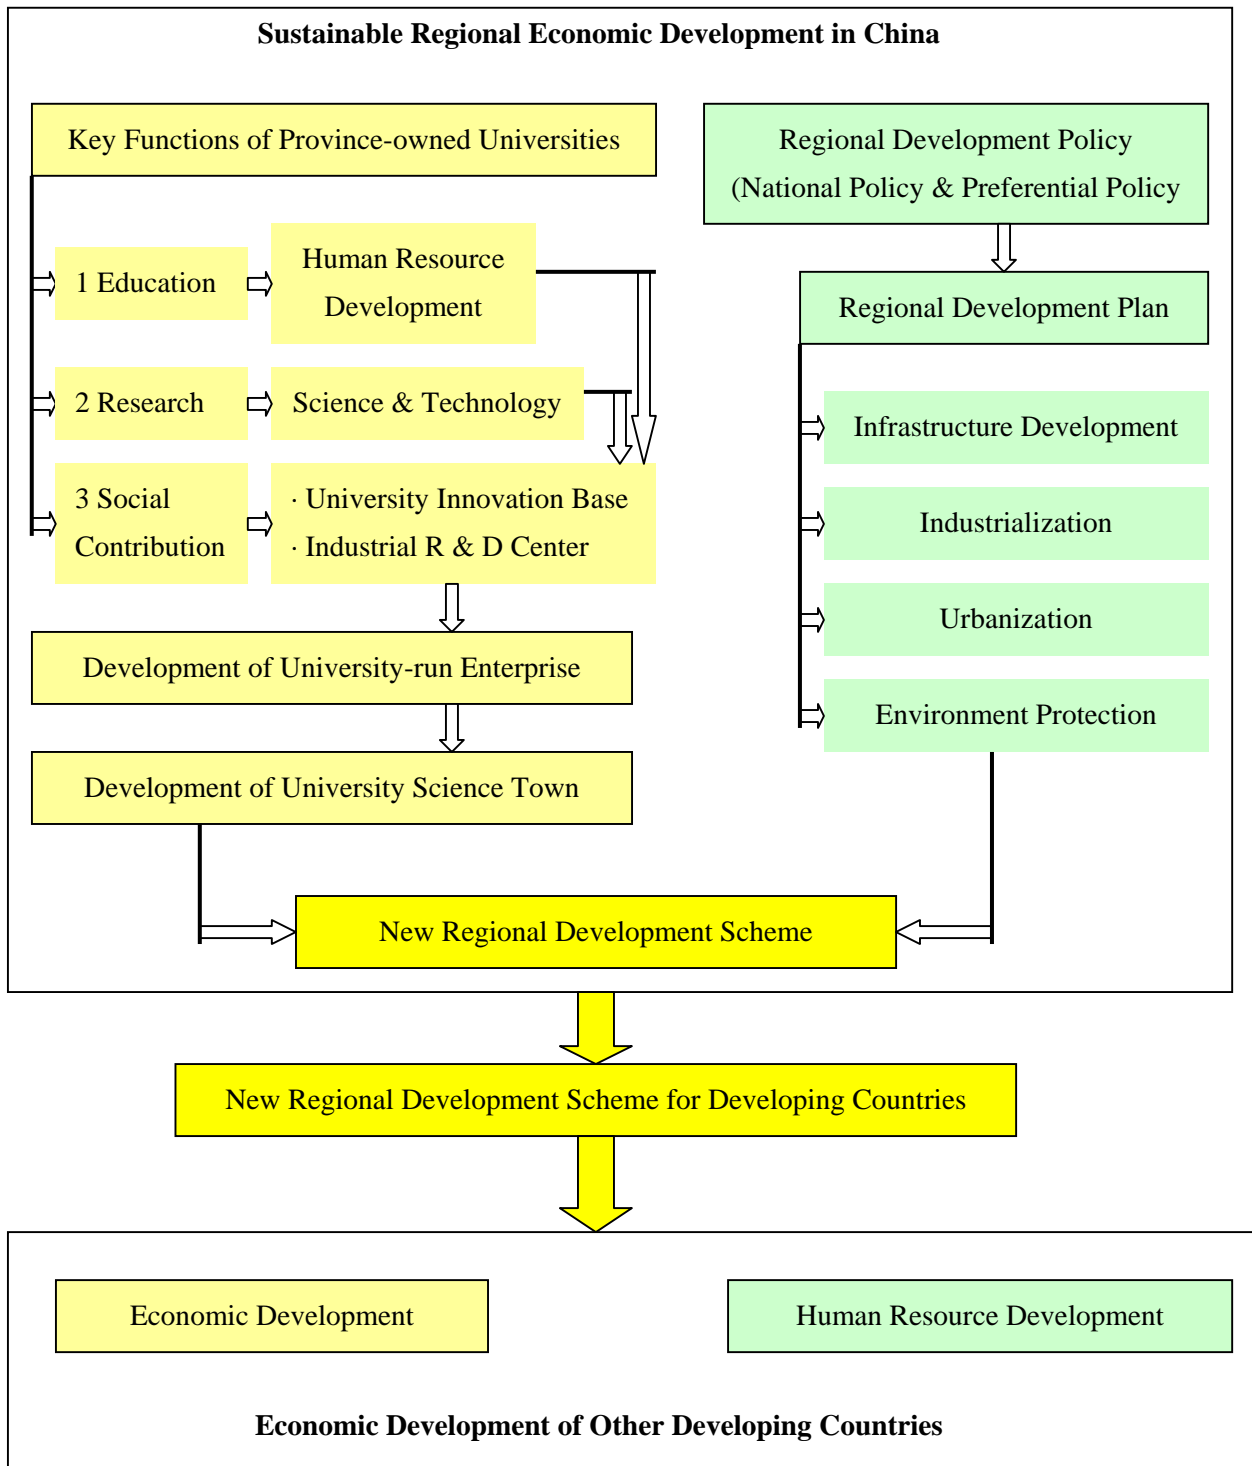 Sustainable Regional Economic Development in China
Key Functions of Province-owned Universities
1 Education
Human Resource
Development
2 Research
Science & Technology
3 Social
Contribution
· University Innovation Base
· Industrial R & D Center
Development of University-run Enterprise
Development of University Science Town
Regional Development Policy
(National Policy & Preferential Policy
Regional Development Plan
Infrastructure Development
Industrialization
Urbanization
Environment Protection
New Regional Development Scheme
New Regional Development Scheme for Developing Countries
Economic Development
Human Resource Development
Economic Development of Other Developing Countries